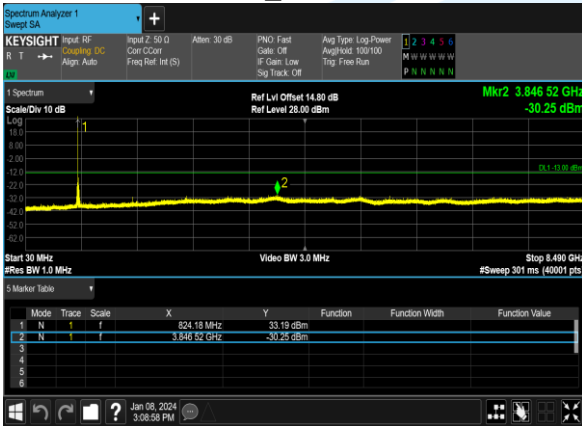 Spectrum Analyzer 1
Swept SA
KEYSIGHT Input: RF Input Z: 50 Ω Atten: 30 dB PNO: Fast Avg Type: Log-Power 1 2 3 4 5 6
R T Coupling: DC Corr CCorr Gate: Off Avg|Hold: 100/100 M W W W W W
Align: Auto Freq Ref: Int (S) IF Gain: Low Trig: Free Run
LW Sig Track: Off P N N N N N
1 Spectrum Ref Lvl Offset 14.80 dB Mkr2 3.846 52 GHz
Scale/Div 10 dB Ref Level 28.00 dBm -30.25 dBm
Log
18.0
8.00
-2.00
-12.0
-22.0
-32.0
-42.0
-52.0
-62.0
1
DL1 -13.00 dBm
2
Start 30 MHz Video BW 3.0 MHz Stop 8.490 GHz
#Res BW 1.0 MHz #Sweep 301 ms (40001 pts
5 Marker Table
Mode Trace Scale X Y Function Function Width Function Value
1 N 1 f 824.18 MHz 33.19 dBm
2 N 1 f 3.846 52 GHz -30.25 dBm
3
4
5
6
Jan 08, 2024
3:08:58 PM